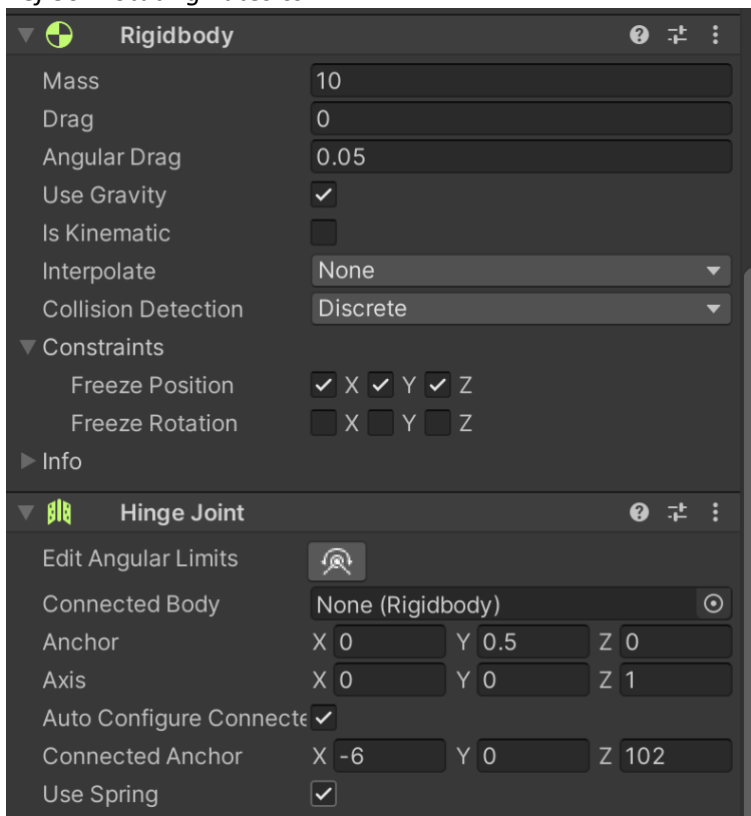 Rigidbody
Mass 10
Drag 0
Angular Drag 0.05
Use Gravity
Is Kinematic
Interpolate None
Collision Detection Discrete
Constraints
Freeze Position X Y Z
Freeze Rotation X Y Z
Info
Hinge Joint
Edit Angular Limits
Connected Body None (Rigidbody)
Anchor X 0 Y 0.5 Z 0
Axis X 0 Y 0 Z 1
Auto Configure Connecte
Connected Anchor X -6 Y 0 Z 102
Use Spring